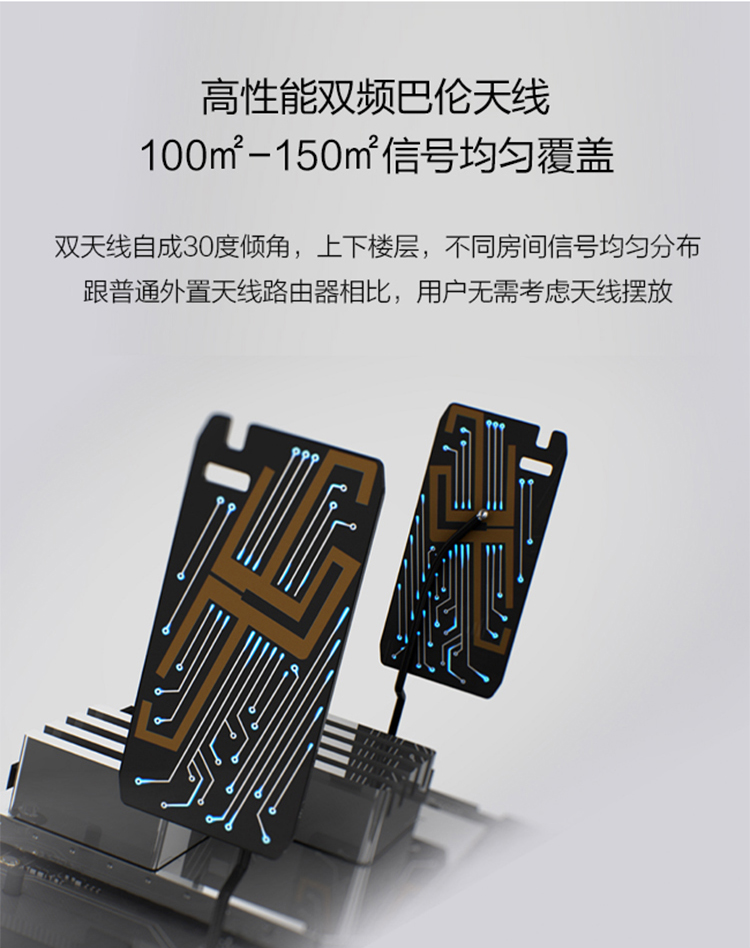 高性能双频巴伦天线
100㎡-150㎡信号均匀覆盖
双天线自成30度倾角，上下楼层，不同房间信号均匀分布
跟普通外置天线路由器相比，用户无需考虑天线摆放